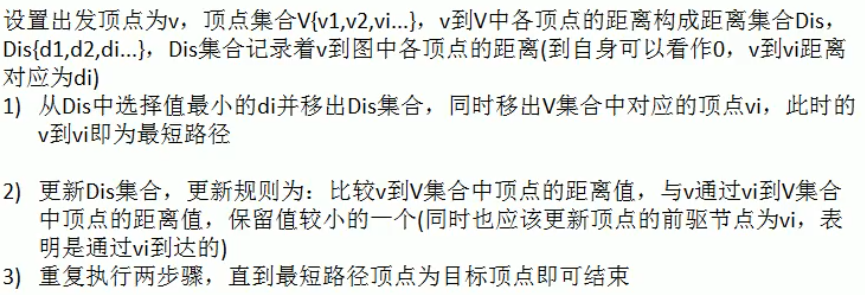 设置出发顶点为v，顶点集合V{v1,v2,vi...}，v到V中各顶点的距离构成距离集合Dis，
Dis{d1,d2,di...}，Dis集合记录着v到图中各顶点的距离(到自身可以看作0，v到vi距离
对应为di)
1) 从Dis中选择值最小的di并移出Dis集合，同时移出V集合中对应的顶点vi，此时的
v到vi即为最短路径
2) 更新Dis集合，更新规则为：比较v到V集合中顶点的距离值，与v通过vi到V集合
中顶点的距离值，保留值较小的一个(同时也应该更新顶点的前驱节点为vi，表
明是通过vi到达的)
3) 重复执行两步骤，直到最短路径顶点为目标顶点即可结束